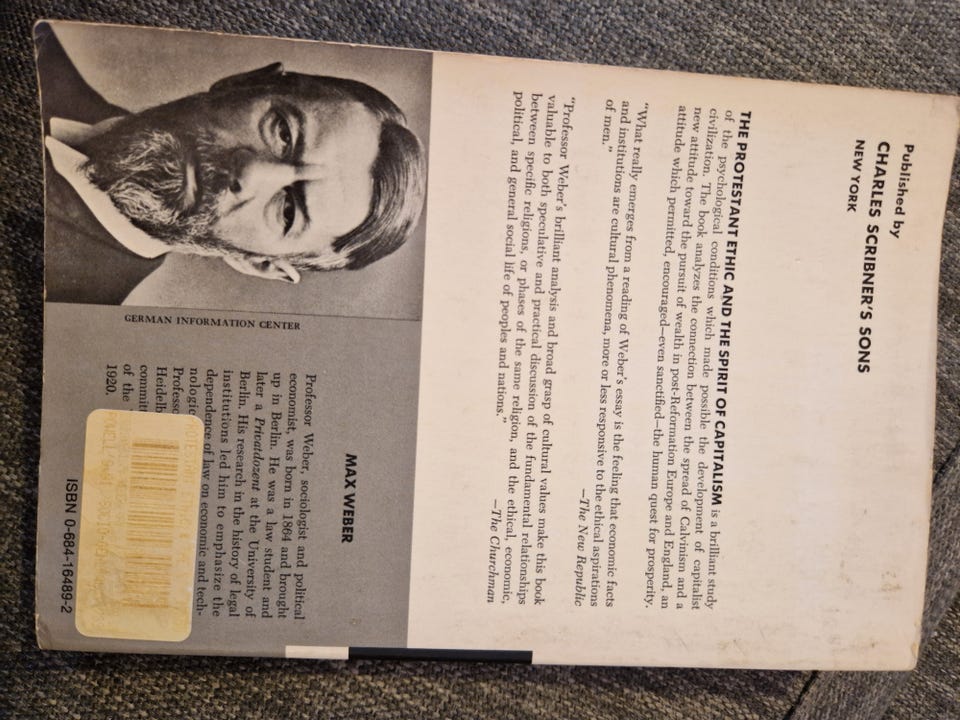 Published by
CHARLES SCRIBNER'S SONS
NEW YORK
THE PROTESTANT ETHIC AND THE SPIRIT OF CAPITALISM is a brilliant study
of the psychological conditions which made possible the development of capitalist
civilization. The book analyzes the connection between the spread of Calvinism and a
new attitude toward the pursuit of wealth in post-Reformation Europe and England, an
attitude which permitted, encouraged—even sanctified—the human quest for prosperity.
"What really emerges from a reading of Weber's essay is the feeling that economic facts
and institutions are cultural phenomena, more or less responsive to the ethical aspirations
of men."
—The New Republic
"Professor Weber's brilliant analysis and broad grasp of cultural values make this book
valuable to both speculative and practical discussion of the fundamental relationships
between specific religions, or phases of the same religion, and the ethical, economic,
political, and general social life of peoples and nations."
—The Churchman
GERMAN INFORMATION CENTER
MAX WEBER
Professor Weber, sociologist and political
economist, was born in 1864 and brought
up in Berlin. He was a law student and
later a Privatdozent at the University of
Berlin. His research in the history of legal
institutions led him to emphasize the
dependence of law on economic and tech-
nologic
Profess
Heidelb
commit
of the
1920.
ISBN 0-684-16489-2